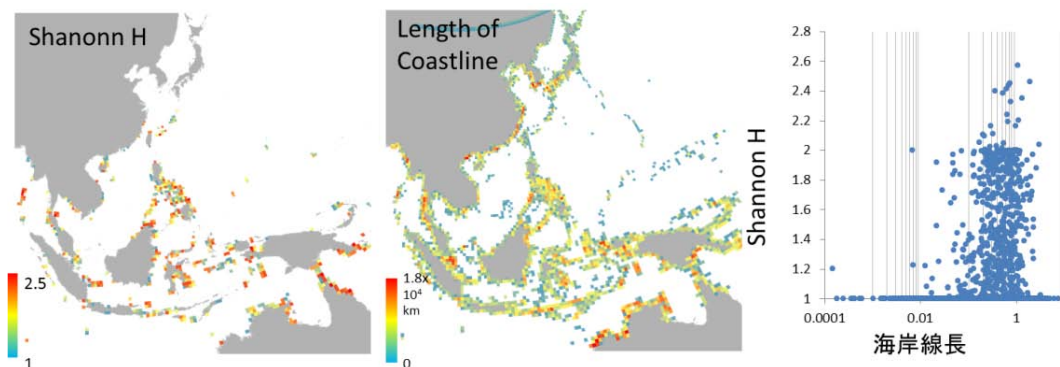 Shanonn H
2.5
1
Length of
Coastline
1.8x
10⁴
km
0
Shannon H
2.8
2.6
2.4
2.2
2
1.8
1.6
1.4
1.2
1
0.0001
0.01
1
海岸線長